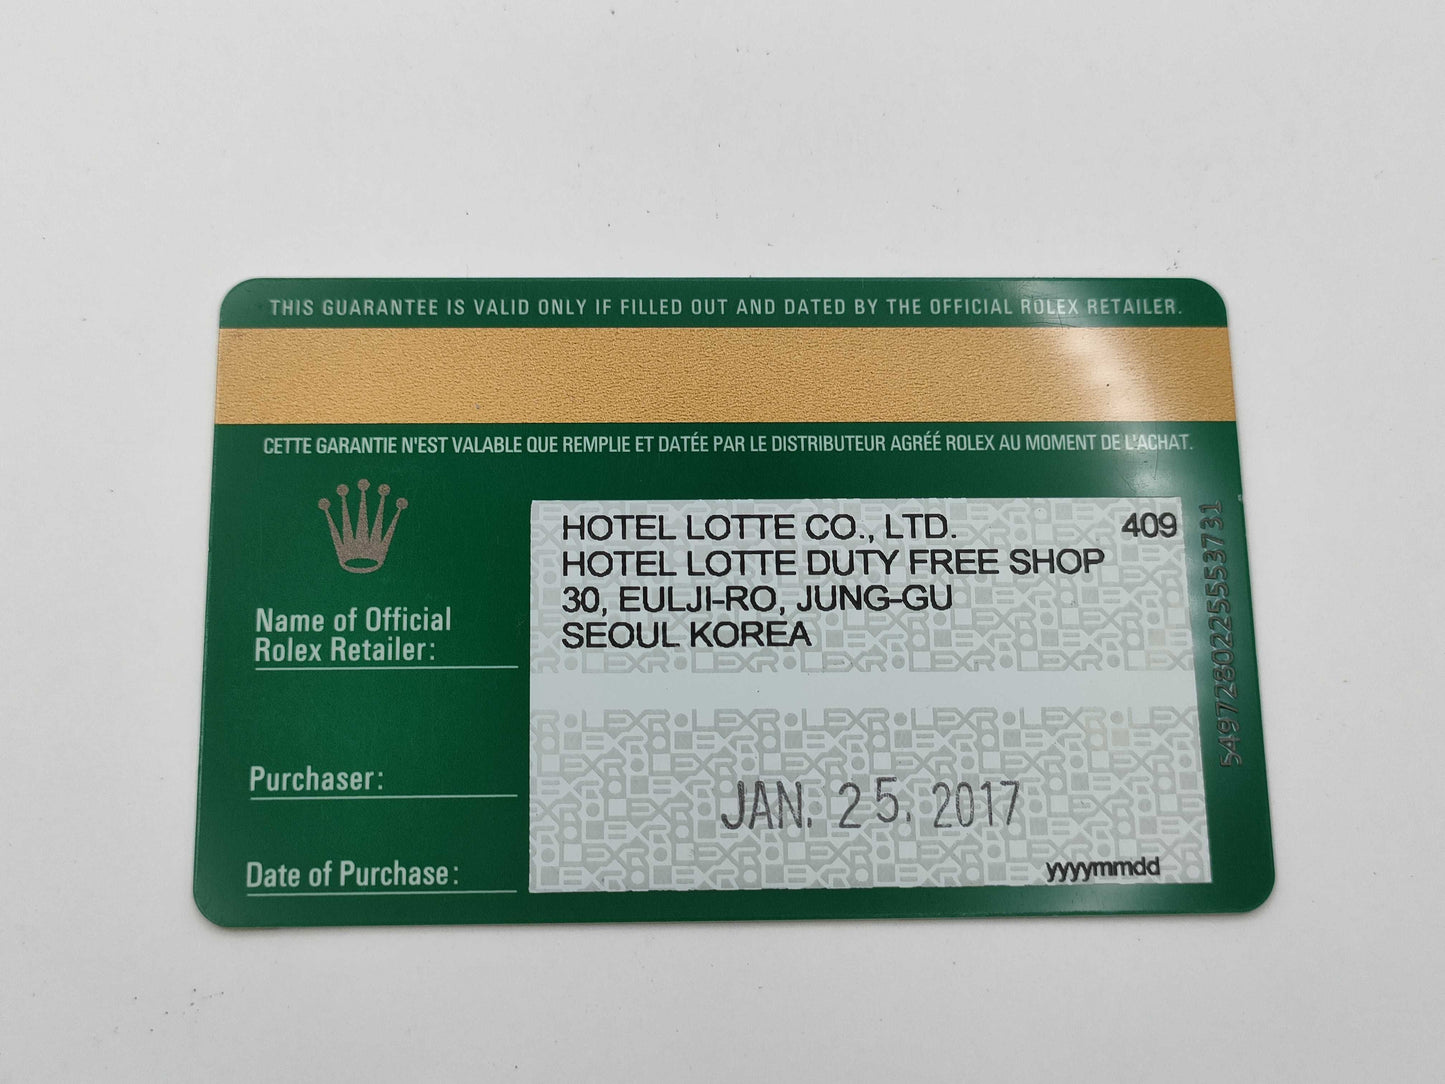 THIS GUARANTEE IS VALID ONLY IF FILLED OUT AND DATED BY THE OFFICIAL ROLEX RETAILER.
CETTE GARANTIE N'EST VALABLE QUE REMPLIE ET DATÉE PAR LE DISTRIBUTEUR AGRÉÉ ROLEX AU MOMENT DE L'ACHAT.
HOTEL LOTTE CO., LTD. 409
HOTEL LOTTE DUTY FREE SHOP
30, EULJI-RO, JUNG-GU
SEOUL KOREA
Name of Official
Rolex Retailer:
Purchaser:
JAN. 25. 2017
yyyymmdd
Date of Purchase:
5497280225553731